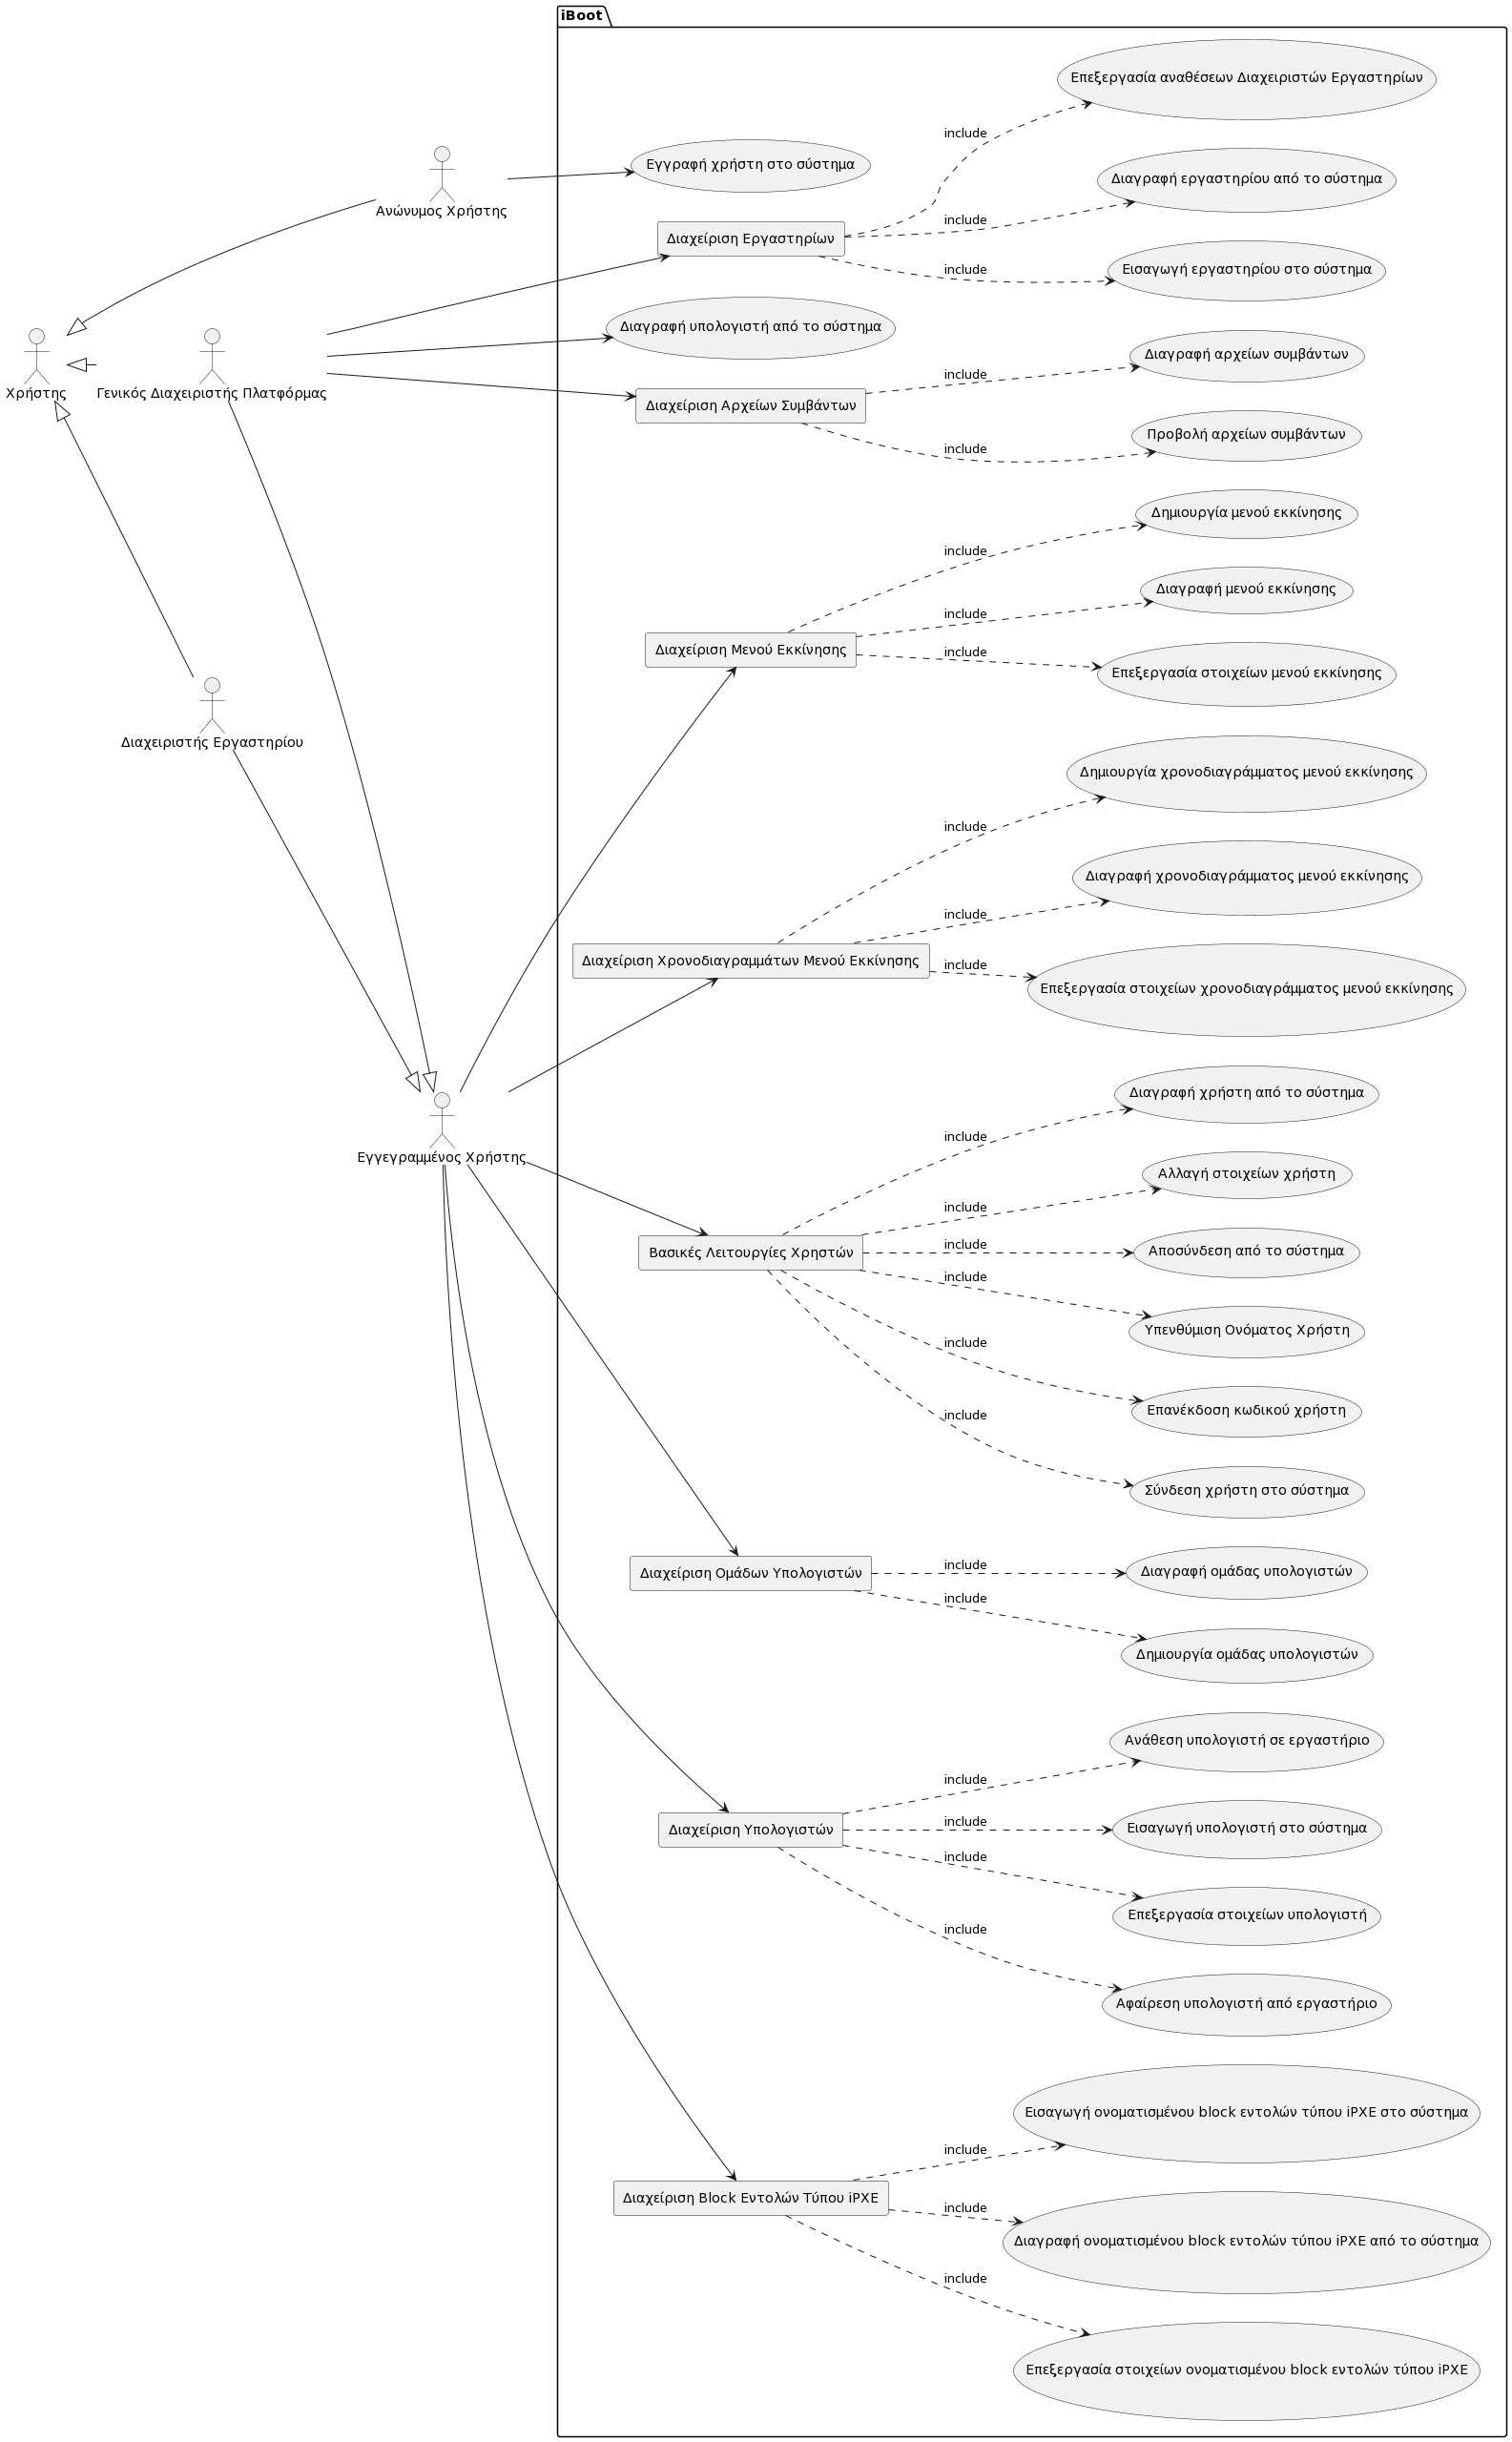 iBoot
Επεξεργασία αναθέσεων Διαχειριστών Εργαστηρίων
include
Εγγραφή χρήστη στο σύστημα
Διαγραφή εργαστηρίου από το σύστημα
Ανώνυμος Χρήστης
include
Διαχείριση Εργαστηρίων
include
Εισαγωγή εργαστηρίου στο σύστημα
Διαγραφή υπολογιστή από το σύστημα
Διαγραφή αρχείων συμβάντων
include
Χρήστης
Γενικός Διαχειριστής Πλατφόρμας
Διαχείριση Αρχείων Συμβάντων
Προβολή αρχείων συμβάντων
include
Δημιουργία μενού εκκίνησης
include
Διαγραφή μενού εκκίνησης
include
Διαχείριση Μενού Εκκίνησης
include
Επεξεργασία στοιχείων μενού εκκίνησης
Διαχειριστής Εργαστηρίου
Δημιουργία χρονοδιαγράμματος μενού εκκίνησης
include
Διαγραφή χρονοδιαγράμματος μενού εκκίνησης
include
Διαχείριση Χρονοδιαγραμμάτων Μενού Εκκίνησης
include
Επεξεργασία στοιχείων χρονοδιαγράμματος μενού εκκίνησης
Διαγραφή χρήστη από το σύστημα
include
Εγγεγραμμένος Χρήστης
Αλλαγή στοιχείων χρήστη
include
include
Βασικές Λειτουργίες Χρηστών
Αποσύνδεση από το σύστημα
include
Υπενθύμιση Ονόματος Χρήστη
include
Επανέκδοση κωδικού χρήστη
include
Σύνδεση χρήστη στο σύστημα
include
Διαχείριση Ομάδων Υπολογιστών
Διαγραφή ομάδας υπολογιστών
include
Δημιουργία ομάδας υπολογιστών
Ανάθεση υπολογιστή σε εργαστήριο
include
include
Διαχείριση Υπολογιστών
Εισαγωγή υπολογιστή στο σύστημα
include
Επεξεργασία στοιχείων υπολογιστή
include
Αφαίρεση υπολογιστή από εργαστήριο
Εισαγωγή ονοματισμένου block εντολών τύπου iPXE στο σύστημα
include
Διαχείριση Block Εντολών Τύπου iPXE
include
Διαγραφή ονοματισμένου block εντολών τύπου iPXE από το σύστημα
include
Επεξεργασία στοιχείων ονοματισμένου block εντολών τύπου iPXE